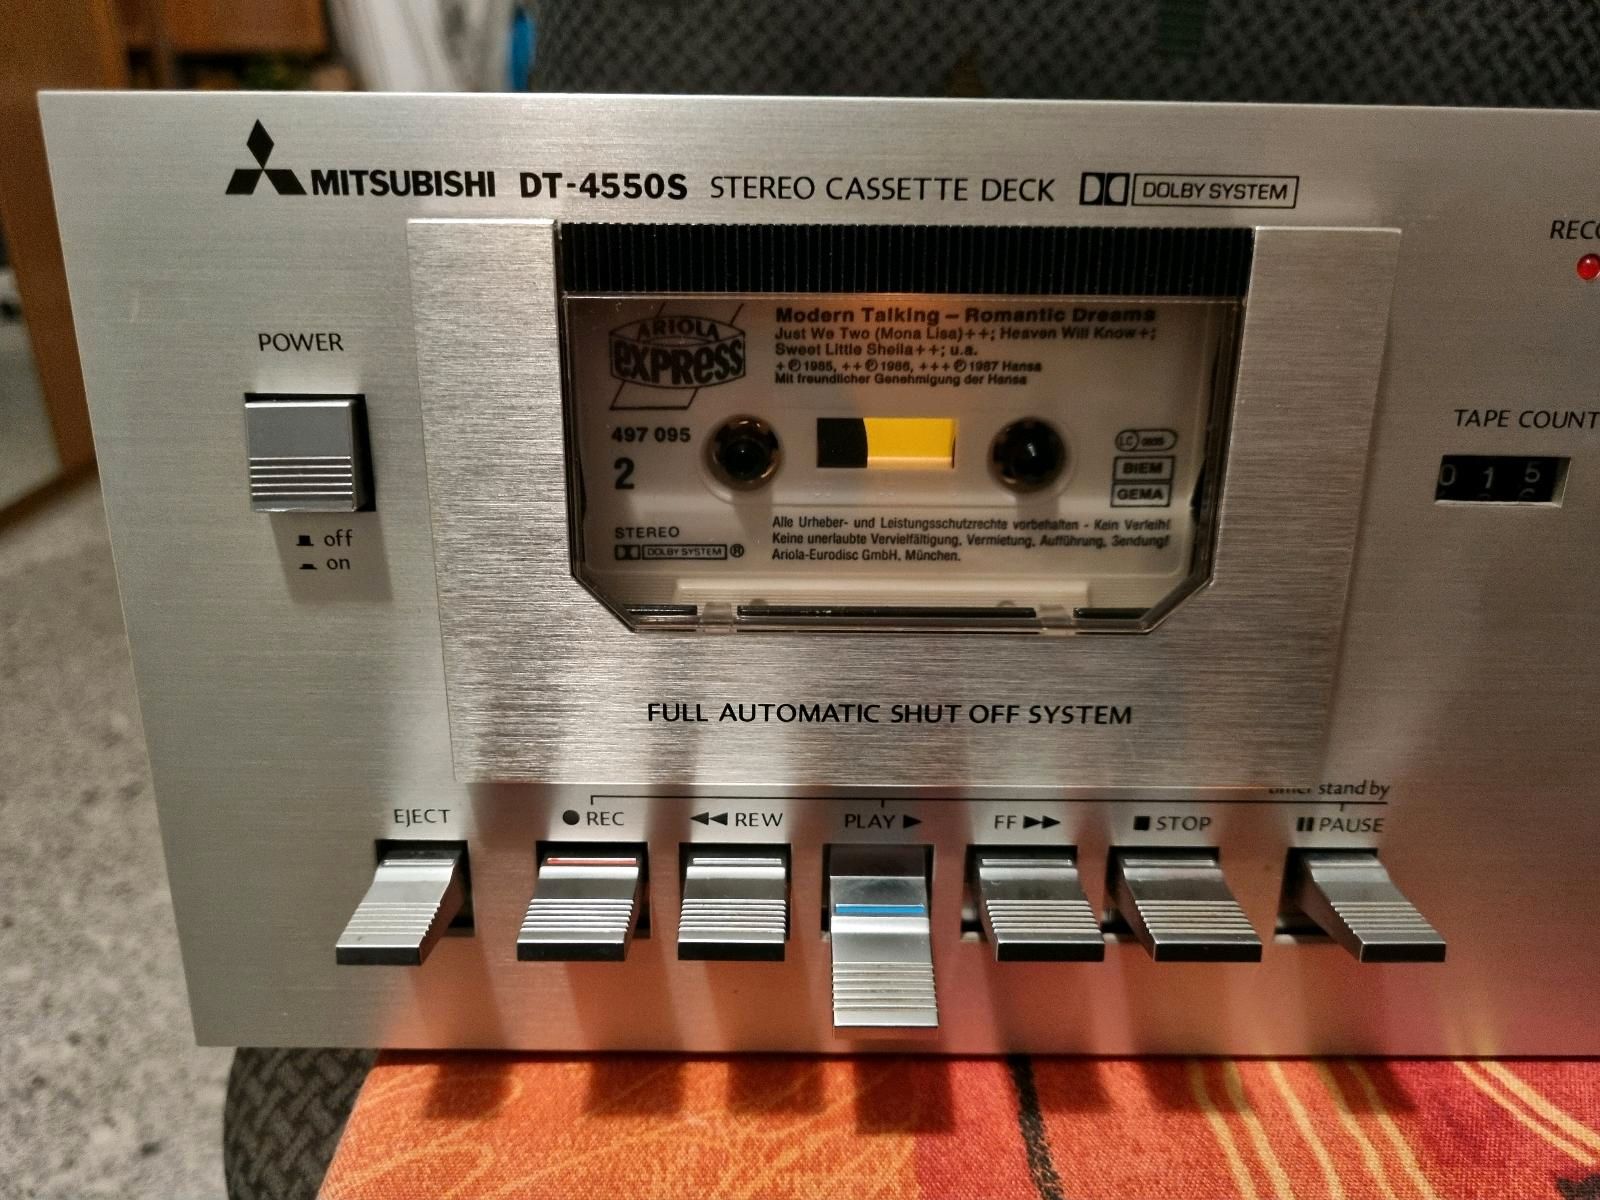 MITSUBISHI DT-4550S STEREO CASSETTE DECK DOLBY SYSTEM
POWER
off
on
ARIOLA
EXPRESS
Modern Talking – Romantic Dreams
Just We Two (Mona Lisa)++; Heaven Will Know+;
Sweet Little Sheila++; u.a.
+ ℗ 1985, ++ ℗ 1986, +++ ℗ 1987 Hansa
Mit freundlicher Genehmigung der Hansa
497 095
2
LC
BIEM
GEMA
STEREO
DOLBY SYSTEM ®
Alle Urheber- und Leistungsschutzrechte vorbehalten - Kein Verleih!
Keine unerlaubte Vervielfältigung, Vermietung, Aufführung, Sendung!
Ariola-Eurodisc GmbH, München.
RECO
TAPE COUNT
0 1 5
FULL AUTOMATIC SHUT OFF SYSTEM
timer stand by
EJECT ● REC ◀◀ REW PLAY ▶ FF ▶▶ ■ STOP ▮▮ PAUSE